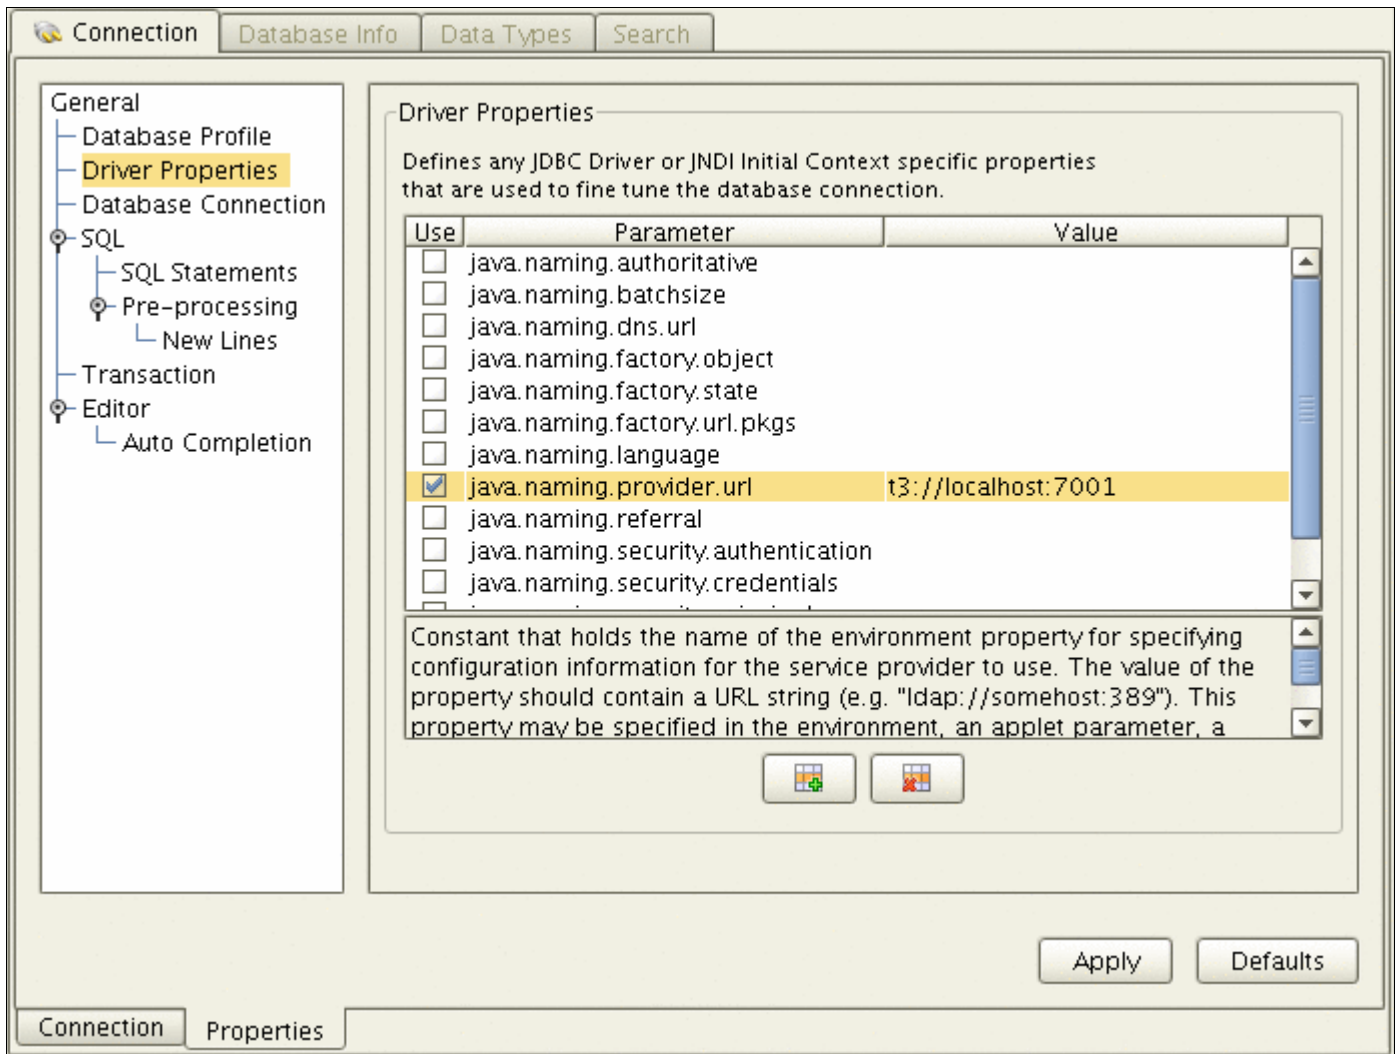 Connection
Database Info
Data Types
Search
General
Database Profile
Driver Properties
Database Connection
SQL
SQL Statements
Pre-processing
New Lines
Transaction
Editor
Auto Completion
Driver Properties
Defines any JDBC Driver or JNDI Initial Context specific properties
that are used to fine tune the database connection.
Use Parameter Value
java.naming.authoritative
java.naming.batchsize
java.naming.dns.url
java.naming.factory.object
java.naming.factory.state
java.naming.factory.url.pkgs
java.naming.language
java.naming.provider.url t3://localhost:7001
java.naming.referral
java.naming.security.authentication
java.naming.security.credentials
Constant that holds the name of the environment property for specifying
configuration information for the service provider to use. The value of the
property should contain a URL string (e.g. "ldap://somehost:389"). This
property may be specified in the environment, an applet parameter, a
Apply
Defaults
Connection
Properties